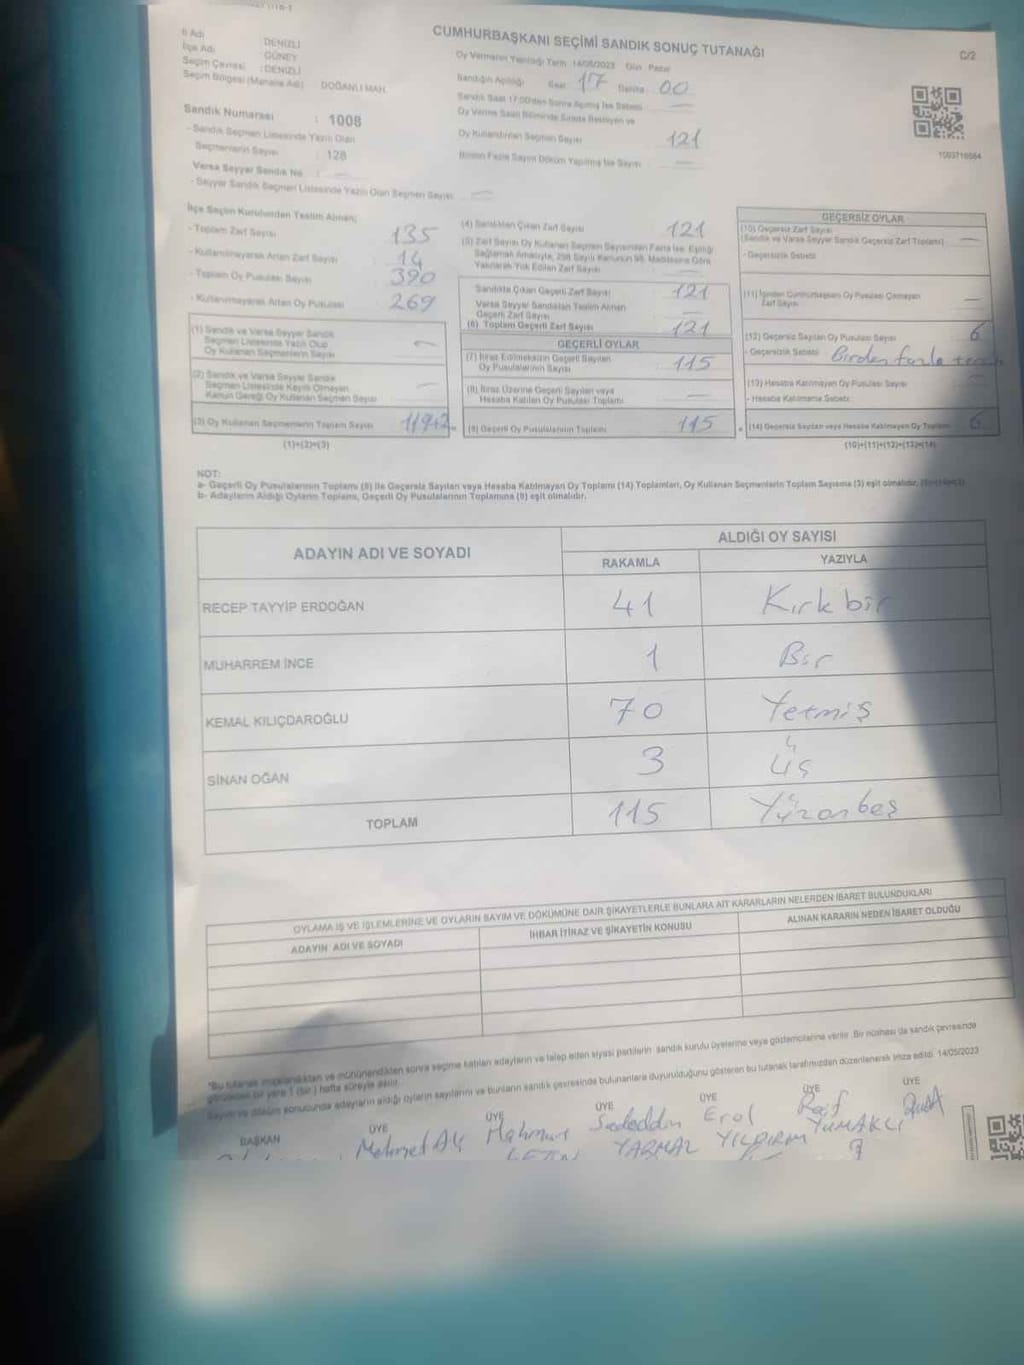 CUMHURBAŞKANI SEÇİMİ SANDIK SONUÇ TUTANAĞI
C/2
İl Adı : DENİZLİ
İlçe Adı : GÜNEY
Seçim Çevresi : DENİZLİ
Seçim Bölgesi (Mahalle Adı) : DOĞANLI MAH.
Oy Vermenin Yapıldığı Tarih 14/05/2023 Gün Pazar
Sandığın Açılışı Saat 17 Dakika 00
Sandık Saat 17:00'den Sonra Açılmış İse Sebebi —
Oy Verme Saati Bitiminde Sırada Bekleyen ve
Oy Kullandırılan Seçmen Sayısı 121
Birden Fazla Sayım Döküm Yapılmış İse Sayısı —
1003716564
Sandık Numarası : 1008
- Sandık Seçmen Listesinde Yazılı Olan
Seçmenlerin Sayısı : 128
Varsa Seyyar Sandık No —
- Seyyar Sandık Seçmen Listesinde Yazılı Olan Seçmen Sayısı —
İlçe Seçim Kurulundan Teslim Alınan;
- Toplam Zarf Sayısı 135
- Kullanılmayarak Artan Zarf Sayısı 14
- Toplam Oy Pusulası Sayısı 390
- Kullanılmayarak Artan Oy Pusulası 269
(1) Sandık ve Varsa Seyyar Sandık
Seçmen Listesinde Yazılı Olup
Oy Kullanan Seçmenlerin Sayısı —
(2) Sandık ve Varsa Seyyar Sandık
Seçmen Listesinde Kayıtlı Olmayan
Kanun Gereği Oy Kullanan Seçmen Sayısı —
(3) Oy Kullanan Seçmenlerin Toplam Sayısı
(1)+(2)=(3)
(4) Sandıktan Çıkan Zarf Sayısı 121
(5) Zarf Sayısı Oy Kullanan Seçmen Sayısından Fazla İse, Eşitliği
Sağlamak Amacıyla, 298 Sayılı Kanunun 98. Maddesine Göre
Yakılarak Yok Edilen Zarf Sayısı
Sandıkta Çıkan Geçerli Zarf Sayısı 121
Varsa Seyyar Sandıktan Teslim Alınan
Geçerli Zarf Sayısı —
(6) Toplam Geçerli Zarf Sayısı 121
GEÇERLİ OYLAR
(7) İtiraz Edilmeksizin Geçerli Sayılan
Oy Pusulalarının Sayısı 115
(8) İtiraz Üzerine Geçerli Sayılan veya
Hesaba Katılan Oy Pusulası Toplamı —
(9) Geçerli Oy Pusulalarının Toplamı 115
GEÇERSİZ OYLAR
(10) Geçersiz Zarf Sayısı
(Sandık ve Varsa Seyyar Sandık Geçersiz Zarf Toplamı) —
- Geçersizlik Sebebi
(11) İçinden Cumhurbaşkanı Oy Pusulası Çıkmayan
Zarf Sayısı —
(12) Geçersiz Sayılan Oy Pusulası Sayısı 6
- Geçersizlik Sebebi Birden fazla
(13) Hesaba Katılmayan Oy Pusulası Sayısı —
- Hesaba Katılmama Sebebi
(14) Geçersiz Sayılan veya Hesaba Katılmayan Oy Toplamı 6
(10)+(11)+(12)+(13)=(14)
NOT:
a- Geçerli Oy Pusulalarının Toplamı (9) ile Geçersiz Sayılan veya Hesaba Katılmayan Oy Toplamı (14) Toplamları, Oy Kullanan Seçmenlerin Toplam Sayısına (3) eşit olmalıdır.
b- Adayların Aldığı Oyların Toplamı, Geçerli Oy Pusulalarının Toplamına (9) eşit olmalıdır.
ADAYIN ADI VE SOYADI
ALDIĞI OY SAYISI
RAKAMLA
YAZIYLA
RECEP TAYYİP ERDOĞAN 41 Kırk bir
MUHARREM İNCE 1 Bir
KEMAL KILIÇDAROĞLU 70 Yetmiş
SİNAN OĞAN 3 üç
TOPLAM 115 Yüzonbeş
OYLAMA İŞ VE İŞLEMLERİNE VE OYLARIN SAYIM VE DÖKÜMÜNE DAİR ŞİKAYETLERLE BUNLARA AİT KARARLARIN NELERDEN İBARET BULUNDUKLARI
ADAYIN ADI VE SOYADI
İHBAR İTİRAZ VE ŞİKAYETİN KONUSU
ALINAN KARARIN NEDEN İBARET OLDUĞU
*Bu tutanak imzalandıktan ve mühürlendikten sonra seçime katılan adayların ve talep eden siyasi partilerin sandık kurulu üyelerine veya gözlemcilerine verilir. Bir nüshası da sandık çevresinde
görülecek bir yere 1 (bir) hafta süreyle asılır.
Sayım ve döküm sonucunda adayların aldığı oyların sayılarını ve bunların sandık çevresinde bulunanlara duyurulduğunu gösteren bu tutanak tarafımızdan düzenlenerek imza edildi. 14/05/2023
BAŞKAN
ÜYE
ÜYE
ÜYE
ÜYE
ÜYE
ÜYE
Mehmet Ali
Mahmut
Sadeddin
Erol
YILDIRIM
Raif
YUMAKLI